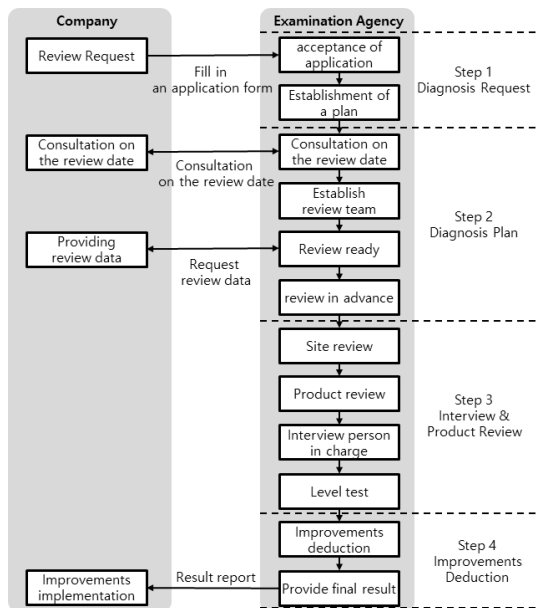 Company
Examination Agency
Review Request
Fill in
an application form
acceptance of
application
Establishment of
a plan
Step 1
Diagnosis Request
Consultation on
the review date
Consultation
on the review date
Consultation on
the review date
Establish
review team
Step 2
Diagnosis Plan
Providing
review data
Request
review data
Review ready
review in advance
Site review
Product review
Interview person
in charge
Level test
Step 3
Interview &
Product Review
Improvements
deduction
Step 4
Improvements
Deduction
Improvements
implementation
Result report
Provide final result